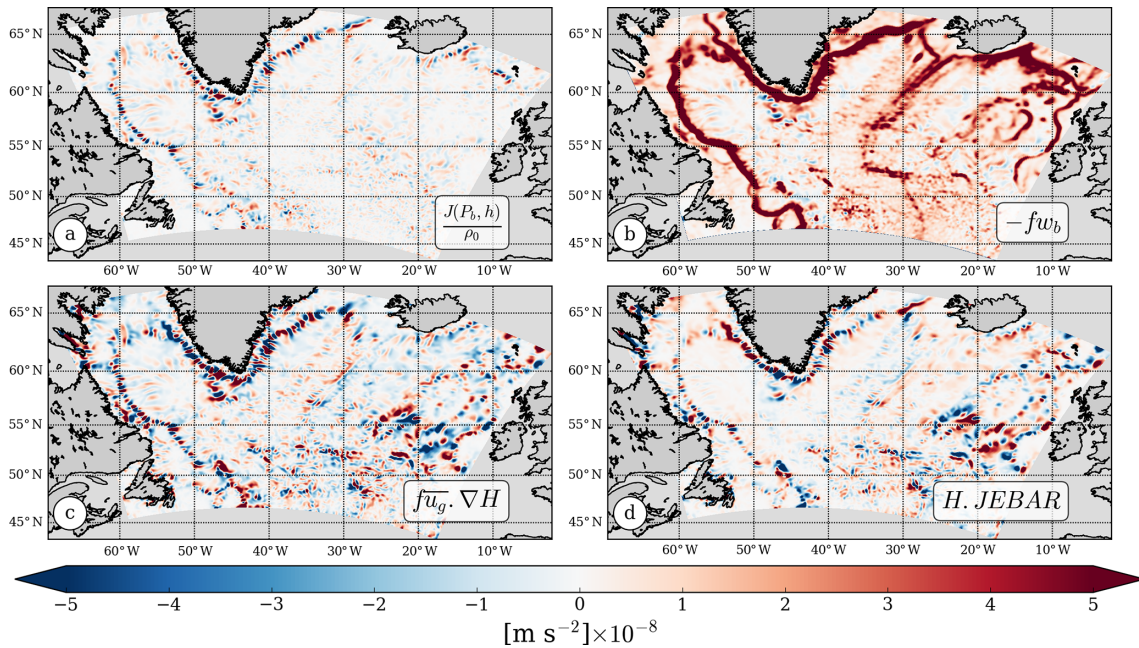 65°N 65°N
60°N 60°N
55°N 55°N
50°N 50°N
45°N 45°N
a J(P_b, h) / ρ_0
b −fw_b
60°W 50°W 40°W 30°W 20°W 10°W 60°W 50°W 40°W 30°W 20°W 10°W
65°N 65°N
60°N 60°N
55°N 55°N
50°N 50°N
45°N 45°N
c f\overline{u_g}.∇H
d H.JEBAR
60°W 50°W 40°W 30°W 20°W 10°W 60°W 50°W 40°W 30°W 20°W 10°W
−5 −4 −3 −2 −1 0 1 2 3 4 5
[m s⁻²]×10⁻⁸